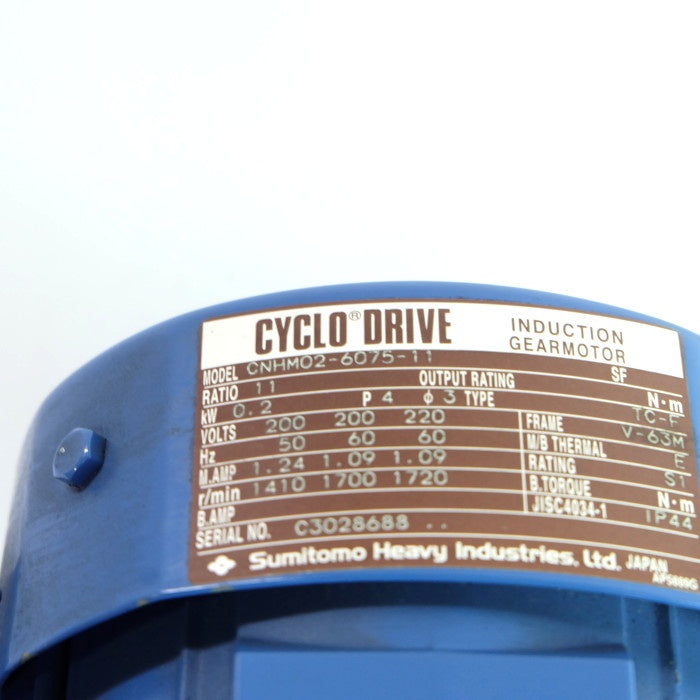 CYCLO® DRIVE INDUCTION GEARMOTOR
MODEL CNHM02-6075-11 SF
RATIO 11 OUTPUT RATING N·m
kW 0.2 P 4 ϕ 3 TYPE TC-F
VOLTS 200 200 220 FRAME V-63M
Hz 50 60 60 M/B THERMAL E
M.AMP 1.24 1.09 1.09 RATING S1
r/min 1410 1700 1720 B.TORQUE N·m
B.AMP JISC4034-1 IP44
SERIAL NO. C3028688 ..
Sumitomo Heavy Industries, Ltd. JAPAN